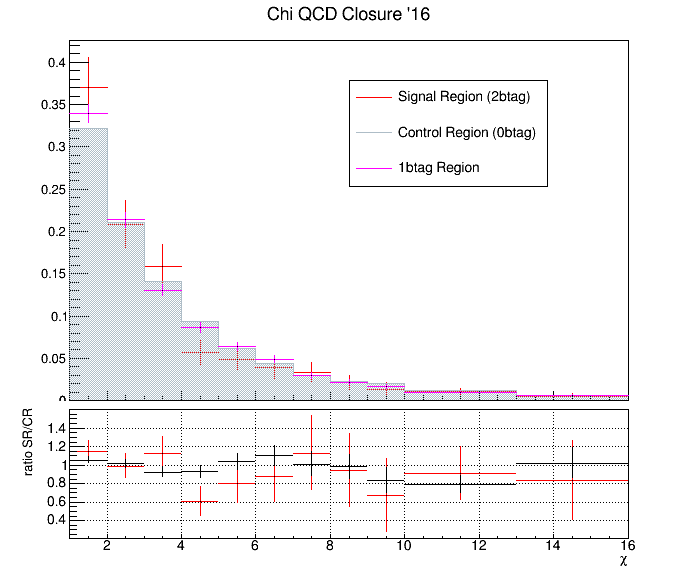 Chi QCD Closure '16
0.4
0.35
0.3
0.25
0.2
0.15
0.1
0.05
0
Signal Region (2btag)
Control Region (0btag)
1btag Region
ratio SR/CR
1.4
1.2
1
0.8
0.6
0.4
2 4 6 8 10 12 14 16
χ